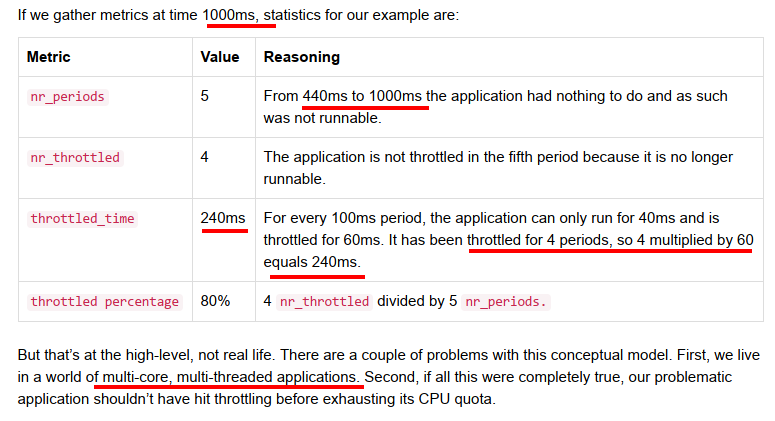 If we gather metrics at time 1000ms, statistics for our example are:
Metric Value Reasoning
nr_periods 5 From 440ms to 1000ms the application had nothing to do and as such
was not runnable.
nr_throttled 4 The application is not throttled in the fifth period because it is no longer
runnable.
throttled_time 240ms For every 100ms period, the application can only run for 40ms and is
throttled for 60ms. It has been throttled for 4 periods, so 4 multiplied by 60
equals 240ms.
throttled percentage 80% 4 nr_throttled divided by 5 nr_periods.
But that’s at the high-level, not real life. There are a couple of problems with this conceptual model. First, we live
in a world of multi-core, multi-threaded applications. Second, if all this were completely true, our problematic
application shouldn’t have hit throttling before exhausting its CPU quota.